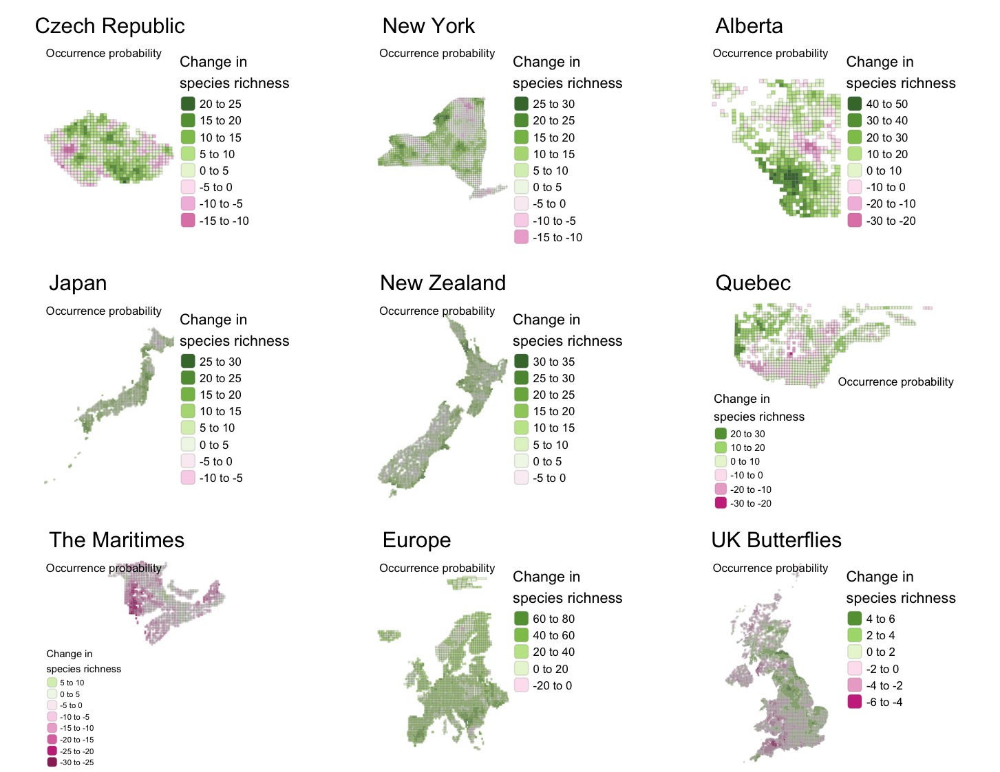 Czech Republic
Occurrence probability
Change in
species richness
20 to 25
15 to 20
10 to 15
5 to 10
0 to 5
-5 to 0
-10 to -5
-15 to -10
New York
Occurrence probability
Change in
species richness
25 to 30
20 to 25
15 to 20
10 to 15
5 to 10
0 to 5
-5 to 0
-10 to -5
-15 to -10
Alberta
Occurrence probability
Change in
species richness
40 to 50
30 to 40
20 to 30
10 to 20
0 to 10
-10 to 0
-20 to -10
-30 to -20
Japan
Occurrence probability
Change in
species richness
25 to 30
20 to 25
15 to 20
10 to 15
5 to 10
0 to 5
-5 to 0
-10 to -5
New Zealand
Occurrence probability
Change in
species richness
30 to 35
25 to 30
20 to 25
15 to 20
10 to 15
5 to 10
0 to 5
-5 to 0
Quebec
Occurrence probability
Change in
species richness
20 to 30
10 to 20
0 to 10
-10 to 0
-20 to -10
-30 to -20
The Maritimes
Occurrence probability
Change in
species richness
5 to 10
0 to 5
-5 to 0
-10 to -5
-15 to -10
-20 to -15
-25 to -20
-30 to -25
Europe
Occurrence probability
Change in
species richness
60 to 80
40 to 60
20 to 40
0 to 20
-20 to 0
UK Butterflies
Occurrence probability
Change in
species richness
4 to 6
2 to 4
0 to 2
-2 to 0
-4 to -2
-6 to -4